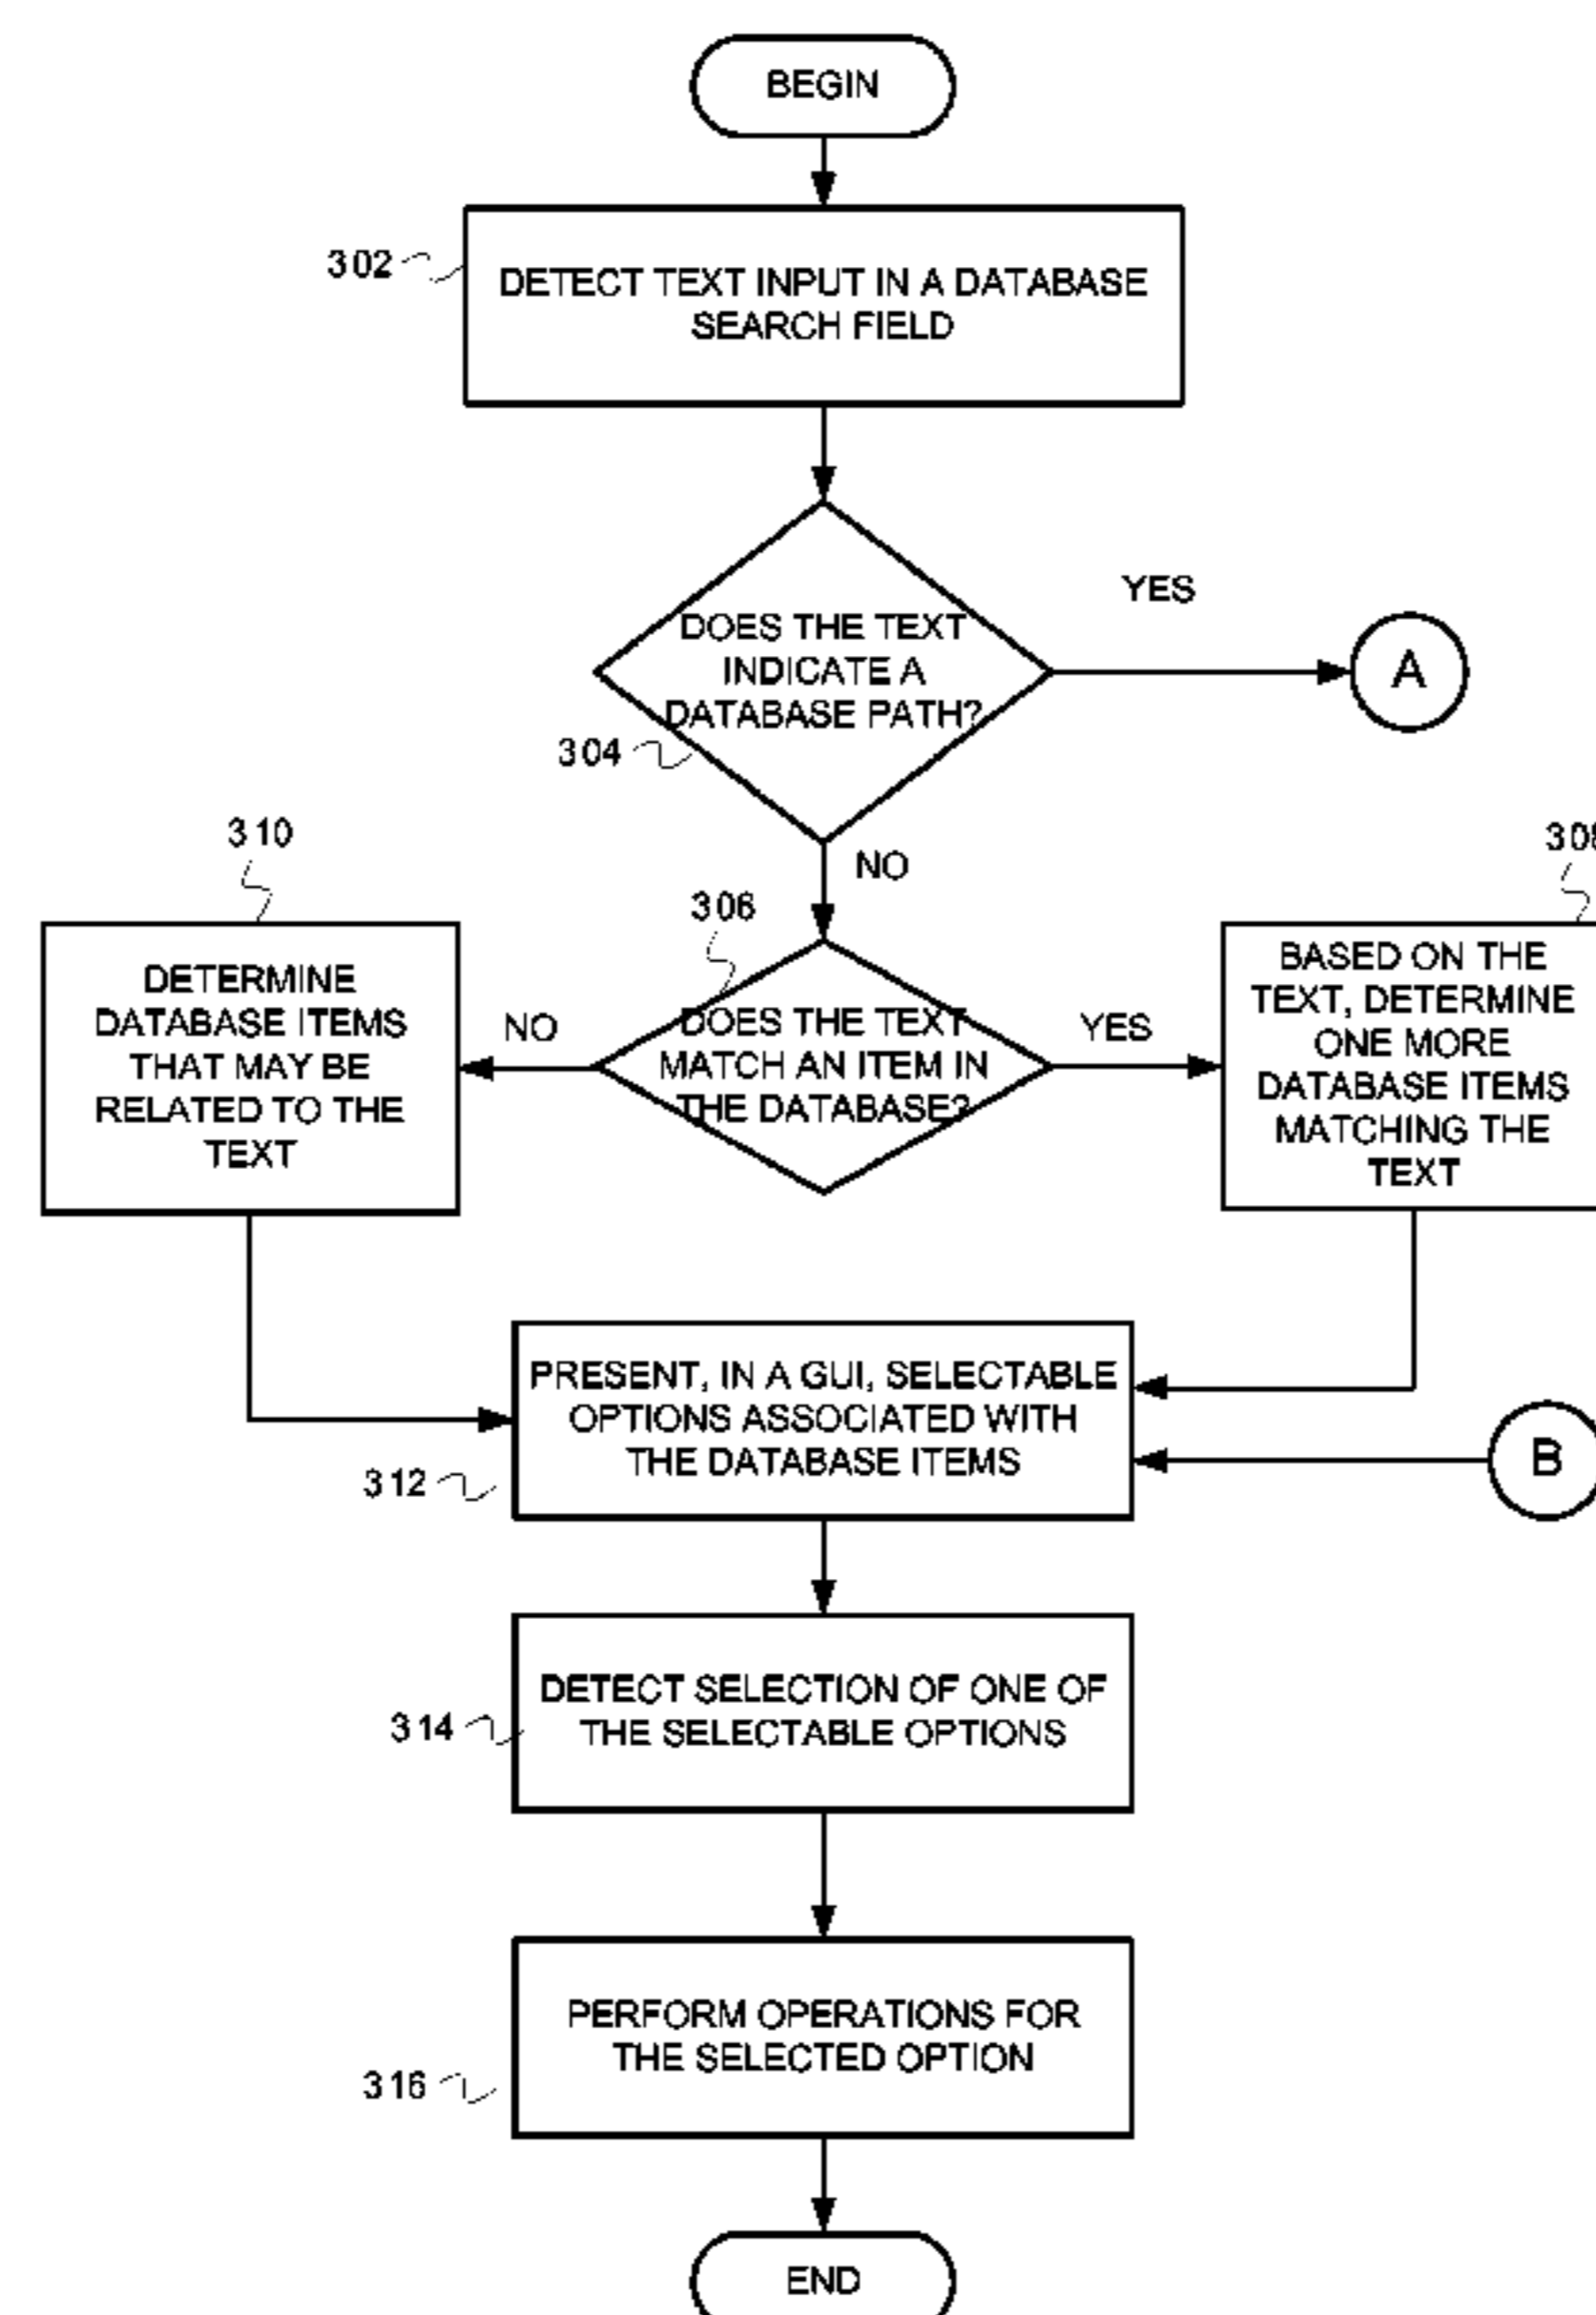 BEGIN
302
DETECT TEXT INPUT IN A DATABASE
SEARCH FIELD
DOES THE TEXT
INDICATE A
DATABASE PATH?
304
YES
A
NO
310
DETERMINE
DATABASE ITEMS
THAT MAY BE
RELATED TO THE
TEXT
NO
306
DOES THE TEXT
MATCH AN ITEM IN
THE DATABASE?
YES
308
BASED ON THE
TEXT, DETERMINE
ONE MORE
DATABASE ITEMS
MATCHING THE
TEXT
PRESENT, IN A GUI, SELECTABLE
OPTIONS ASSOCIATED WITH
THE DATABASE ITEMS
312
B
DETECT SELECTION OF ONE OF
THE SELECTABLE OPTIONS
314
PERFORM OPERATIONS FOR
THE SELECTED OPTION
316
END